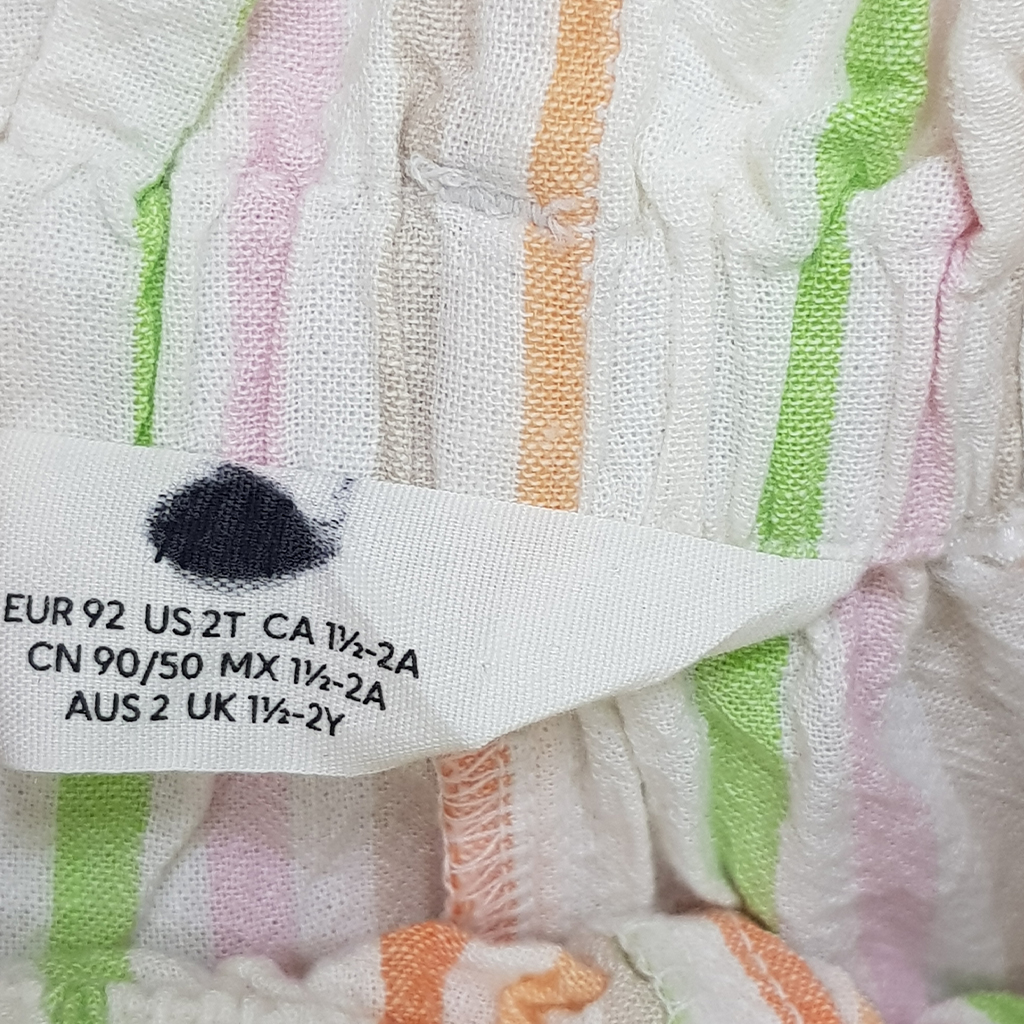 EUR 92 US 2T CA 1½-2A
CN 90/50 MX 1½-2A
AUS 2 UK 1½-2Y